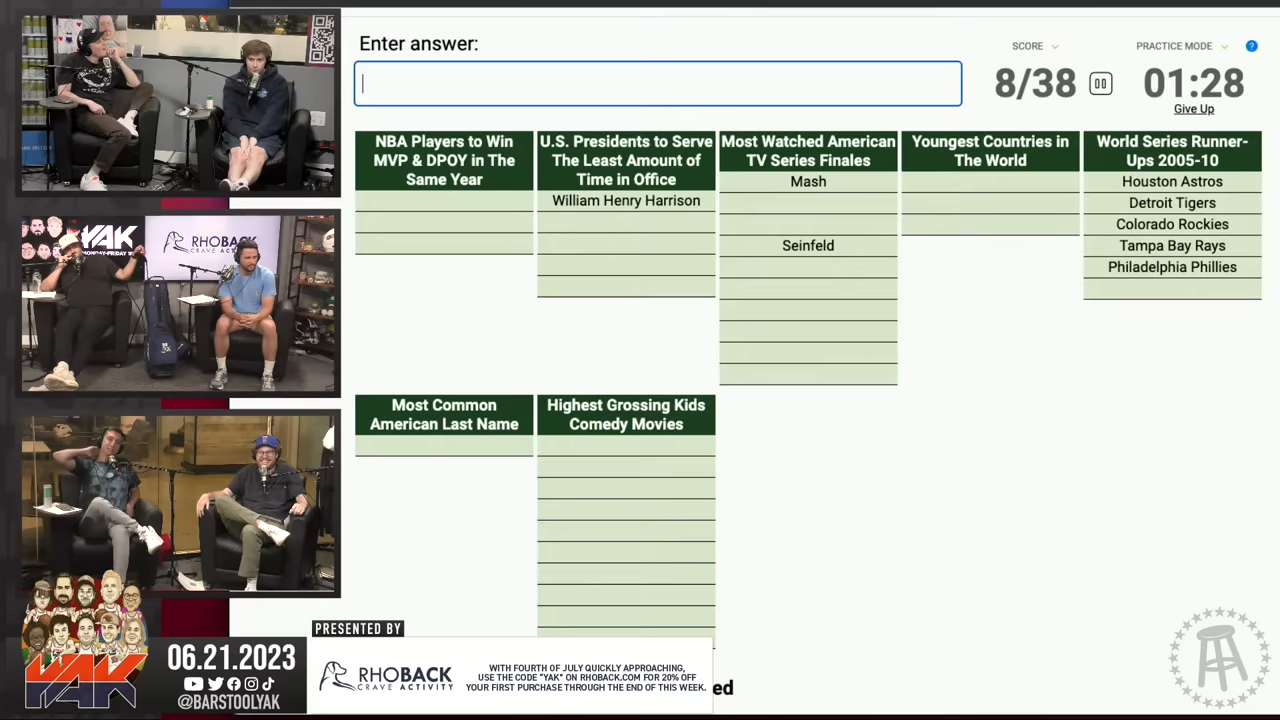 Enter answer:
SCORE
PRACTICE MODE
?
8/38
01:28
Give Up
NBA Players to Win
MVP & DPOY in The
Same Year
U.S. Presidents to Serve
The Least Amount of
Time in Office
William Henry Harrison
Most Watched American
TV Series Finales
Mash
Seinfeld
Youngest Countries in
The World
World Series Runner-
Ups 2005-10
Houston Astros
Detroit Tigers
Colorado Rockies
Tampa Bay Rays
Philadelphia Phillies
Most Common
American Last Name
Highest Grossing Kids
Comedy Movies
YAK
MONDAY-FRIDAY
RHOBACK
CRAVE ACTIV
YAK
06.21.2023
@BARSTOOLYAK
PRESENTED BY
RHOBACK
CRAVE ACTIVITY
WITH FOURTH OF JULY QUICKLY APPROACHING,
USE THE CODE "YAK" ON RHOBACK.COM FOR 20% OFF
YOUR FIRST PURCHASE THROUGH THE END OF THIS WEEK.
ed